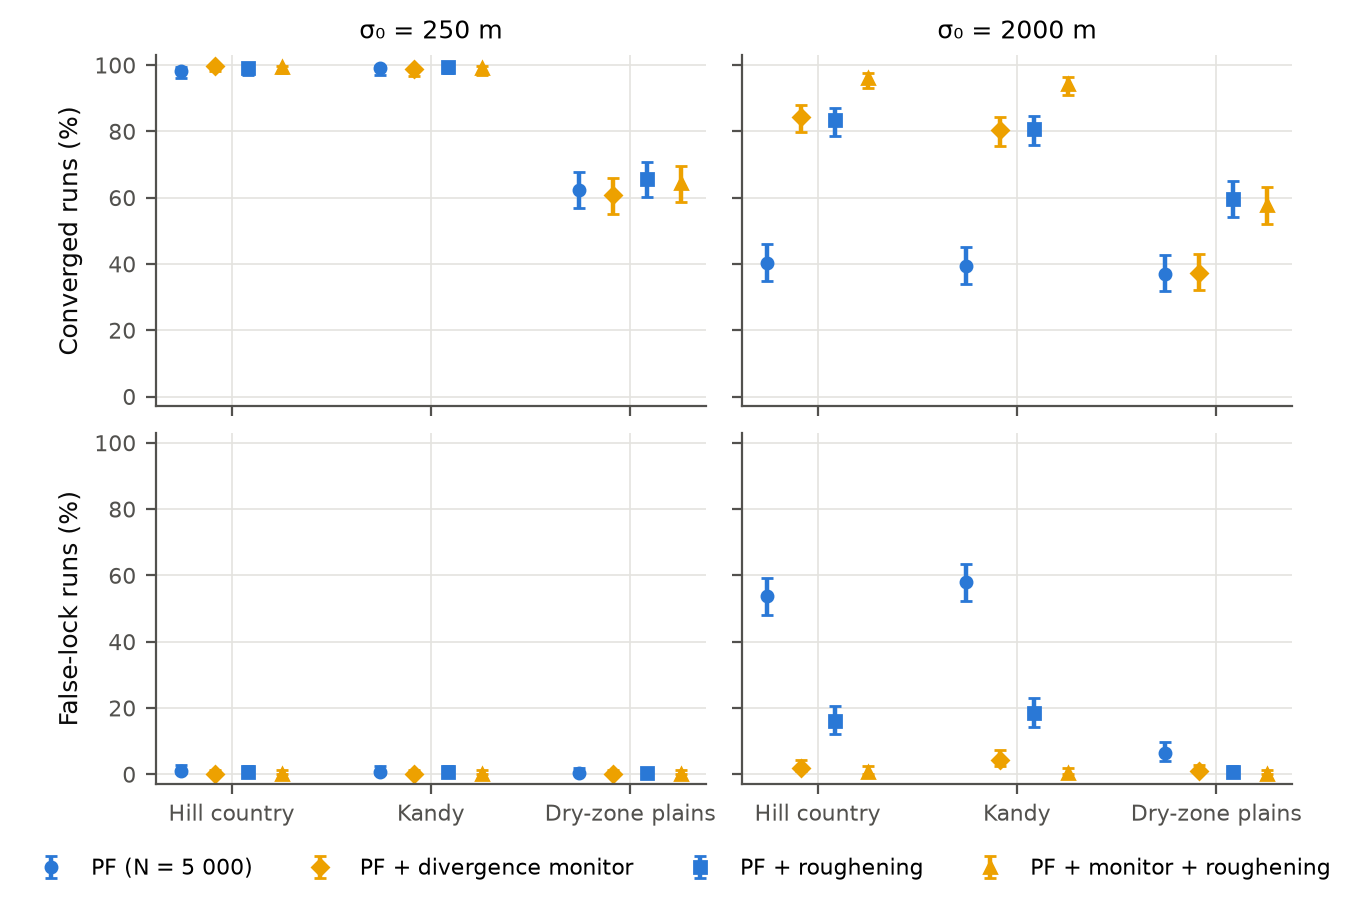 σ₀ = 250 m
σ₀ = 2000 m
Converged runs (%)
100
80
60
40
20
0
False-lock runs (%)
100
80
60
40
20
0
Hill country
Kandy
Dry-zone plains
Hill country
Kandy
Dry-zone plains
PF (N = 5 000)
PF + divergence monitor
PF + roughening
PF + monitor + roughening